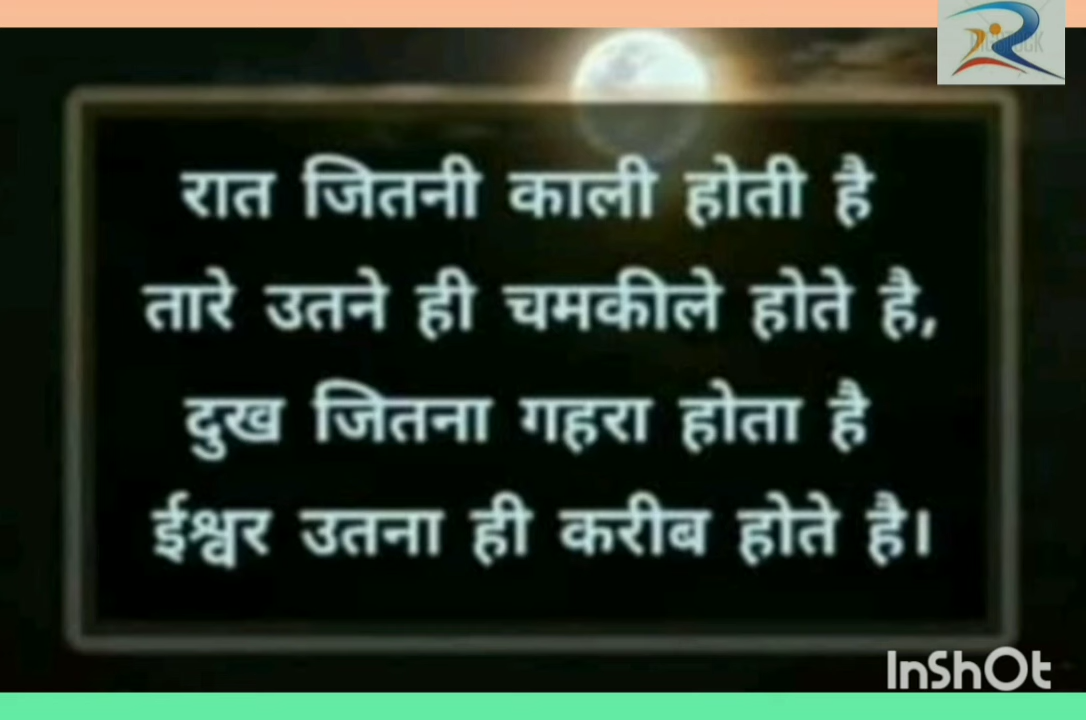 रात जितनी काली होती है
तारे उतने ही चमकीले होते है,
दुख जितना गहरा होता है
ईश्वर उतना ही करीब होते है।
InShOt